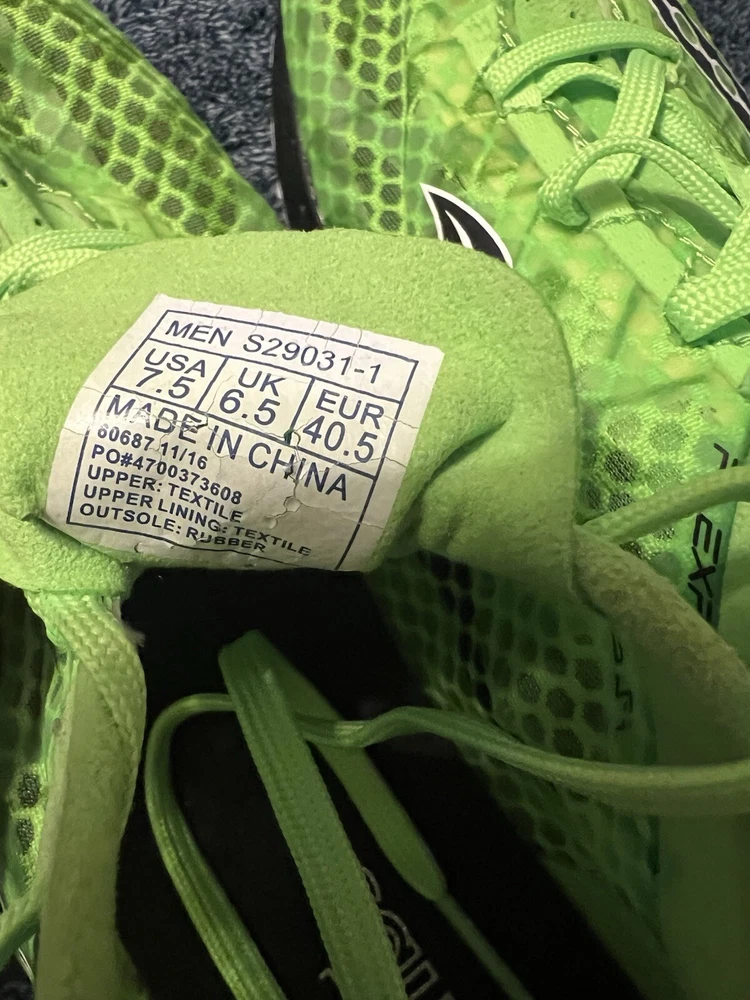 MEN S29031-1
USA UK EUR
7.5 6.5 40.5
MADE IN CHINA
60687 11/16
PO#4700373608
UPPER: TEXTILE
UPPER LINING: TEXTILE
OUTSOLE: RUBBER